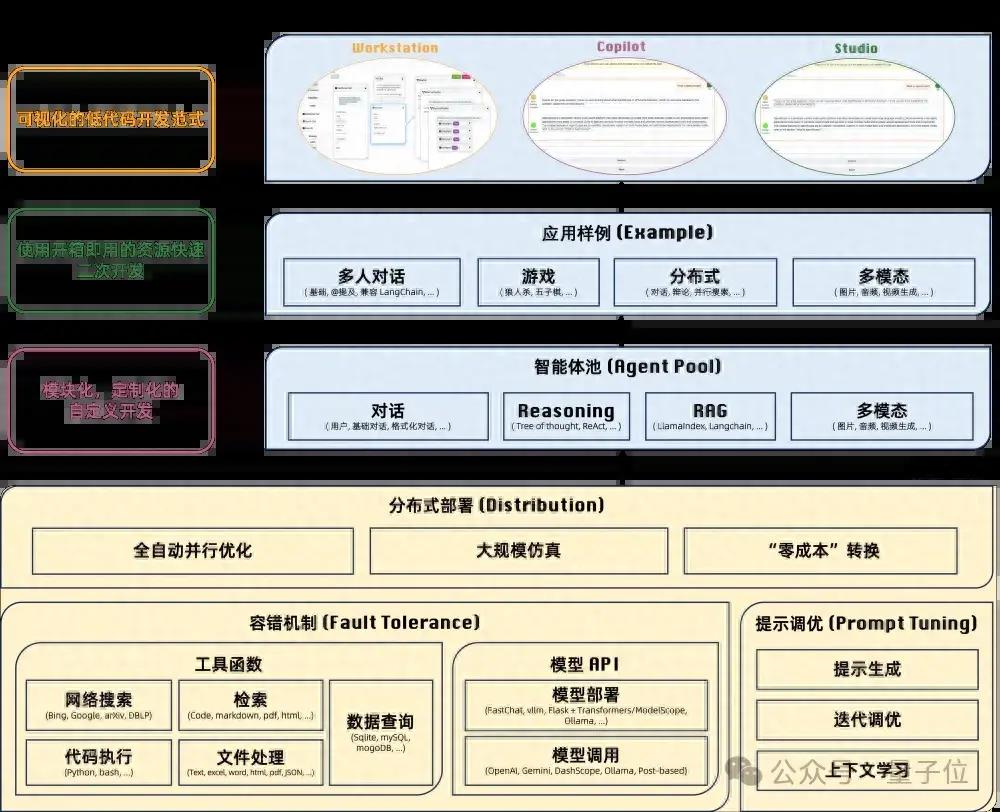 Workstation
Copilot
Studio
可视化的低代码开发范式
应用样例 (Example)
使用开箱即用的资源快速
二次开发
多人对话
( 基础, @提及, 兼容 LangChain, ... )
游戏
( 狼人杀, 五子棋, ... )
分布式
( 对话, 辩论, 并行搜索, ... )
多模态
( 图片, 音频, 视频生成, ... )
智能体池 (Agent Pool)
模块化，定制化的
自定义开发
对话
( 用户, 基础对话, 格式化对话, ... )
Reasoning
( Tree of thought, ReAct, ... )
RAG
( LlamaIndex, Langchain, ... )
多模态
( 图片, 音频, 视频生成, ... )
分布式部署 (Distribution)
全自动并行优化
大规模仿真
“零成本”转换
容错机制 (Fault Tolerance)
工具函数
网络搜索
(Bing, Google, arXiv, DBLP)
检索
(Code, markdown, pdf, html, ...)
数据查询
(Sqlite, mySQL,
mogoDB, ...)
代码执行
(Python, bash, ...)
文件处理
(Text, excel, word, html, pdf, JSON, ...)
模型 API
模型部署
(FastChat, vllm, Flask + Transformers/ModelScope,
Ollama, ...)
模型调用
(OpenAI, Gemini, DashScope, Ollama, Post-based)
提示调优 (Prompt Tuning)
提示生成
迭代调优
上下文学习
公众号 · 量子位